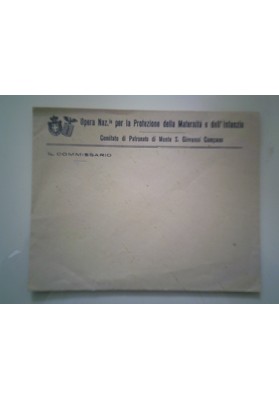 Opera Naz.le per la Protezione della Maternità e dell'Infanzia
Comitato di Patronato di Monte S. Giovanni Campano
IL COMMISSARIO